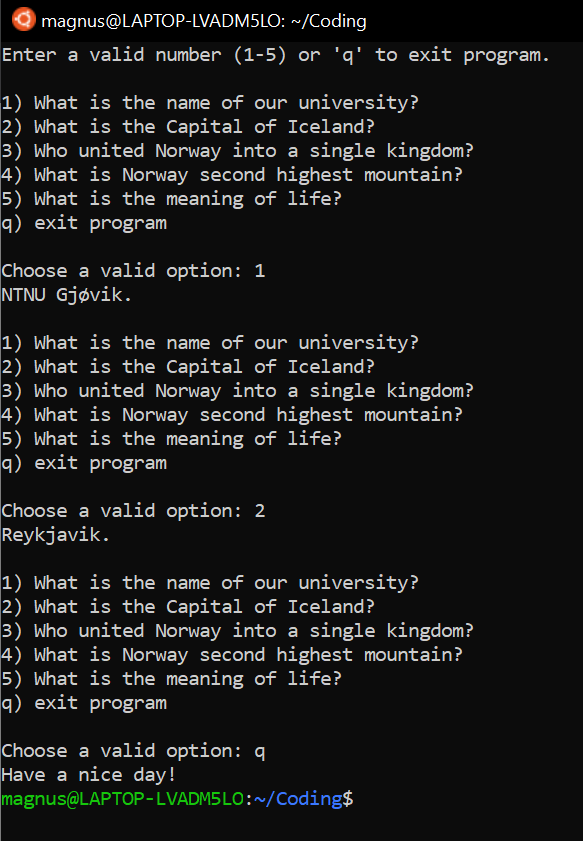 magnus@LAPTOP-LVADM5LO: ~/Coding
Enter a valid number (1-5) or 'q' to exit program.
1) What is the name of our university?
2) What is the Capital of Iceland?
3) Who united Norway into a single kingdom?
4) What is Norway second highest mountain?
5) What is the meaning of life?
q) exit program
Choose a valid option: 1
NTNU Gjøvik.
1) What is the name of our university?
2) What is the Capital of Iceland?
3) Who united Norway into a single kingdom?
4) What is Norway second highest mountain?
5) What is the meaning of life?
q) exit program
Choose a valid option: 2
Reykjavik.
1) What is the name of our university?
2) What is the Capital of Iceland?
3) Who united Norway into a single kingdom?
4) What is Norway second highest mountain?
5) What is the meaning of life?
q) exit program
Choose a valid option: q
Have a nice day!
magnus@LAPTOP-LVADM5LO:~/Coding$